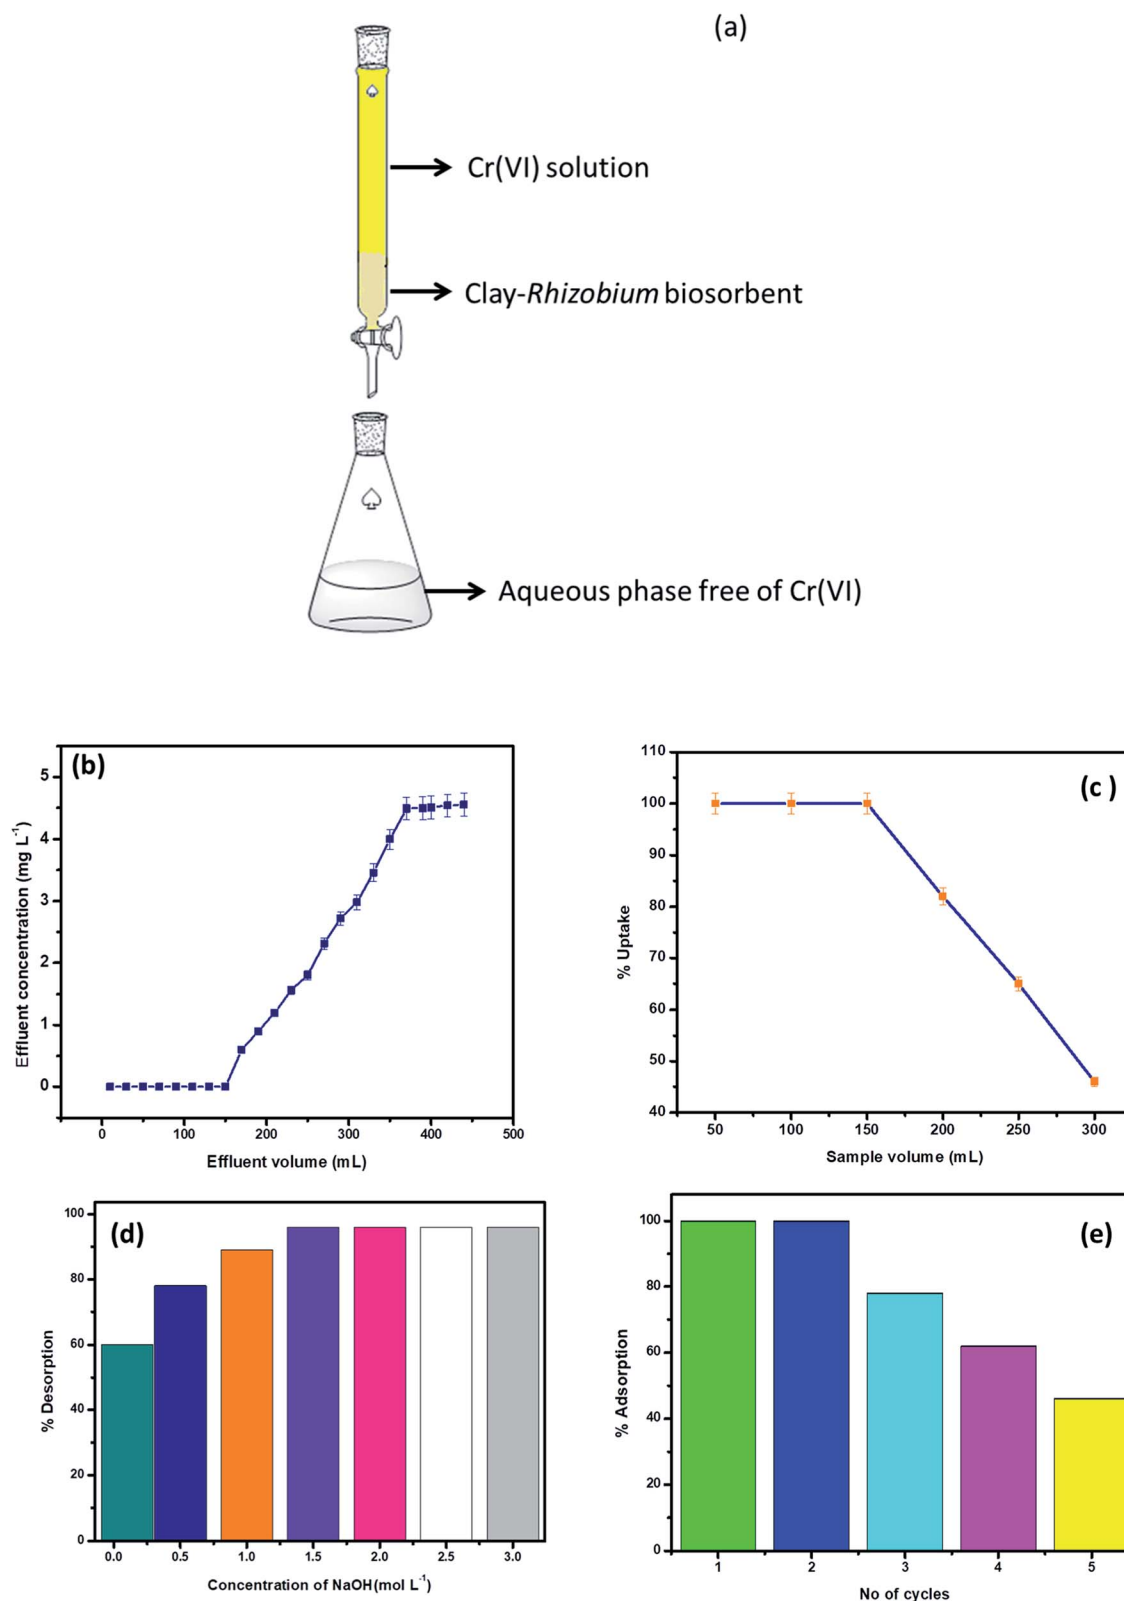 (a)
Cr(VI) solution
Clay-Rhizobium biosorbent
Aqueous phase free of Cr(VI)
(b)
Effluent concentration (mg L-1)
5
4
3
2
1
0
0 100 200 300 400 500
Effluent volume (mL)
(c )
% Uptake
110
100
90
80
70
60
50
40
50 100 150 200 250 300
Sample volume (mL)
(d)
% Desorption
100
80
60
40
20
0
0.0 0.5 1.0 1.5 2.0 2.5 3.0
Concentration of NaOH(mol L-1)
(e)
% Adsorption
100
80
60
40
20
0
1 2 3 4 5
No of cycles